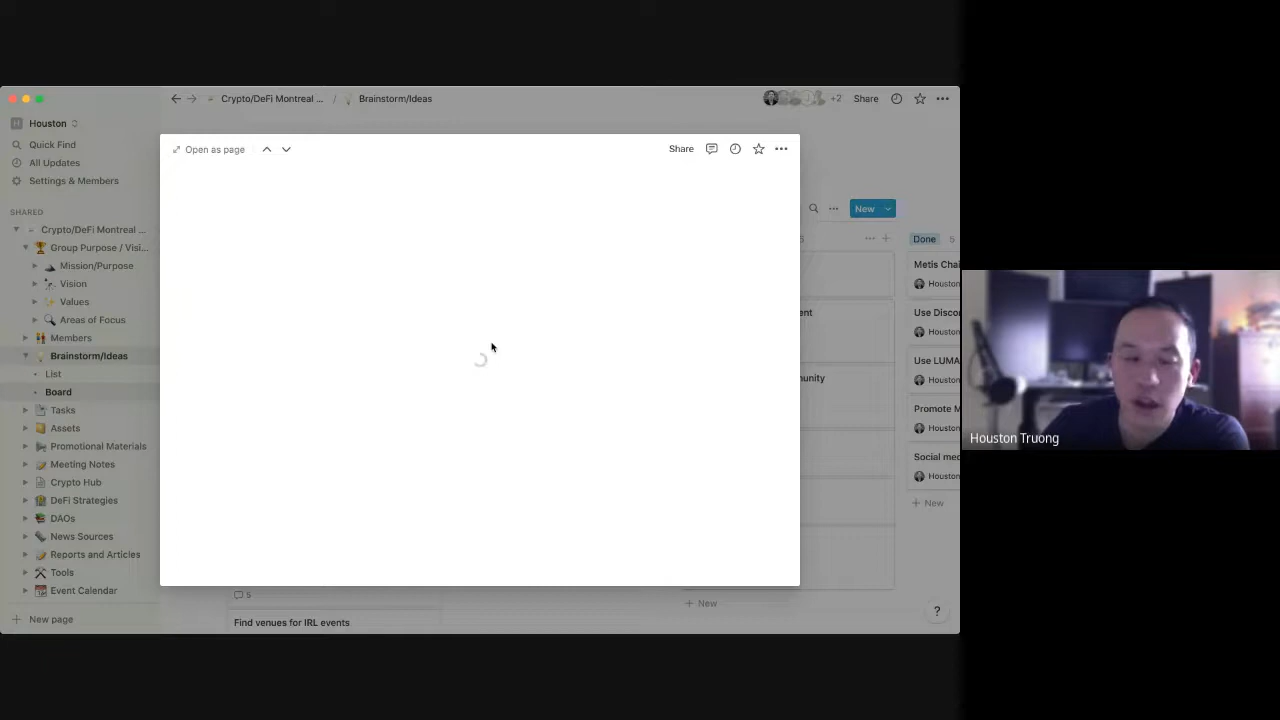 Crypto/DeFi Montreal ... / Brainstorm/Ideas
+2 Share
Houston
Quick Find
All Updates
Settings & Members
SHARED
Crypto/DeFi Montreal ...
Group Purpose / Visi...
Mission/Purpose
Vision
Values
Areas of Focus
Members
Brainstorm/Ideas
List
Board
Tasks
Assets
Promotional Materials
Meeting Notes
Crypto Hub
DeFi Strategies
DAOs
News Sources
Reports and Articles
Tools
Event Calendar
New page
Open as page
Share
New
Done 5
Metis Chai
Houston
Use Discor
Houston
Use LUMA
Houston
Promote M
Houston
Social med
Houston
New
5
New
Find venues for IRL events
?
Houston Truong